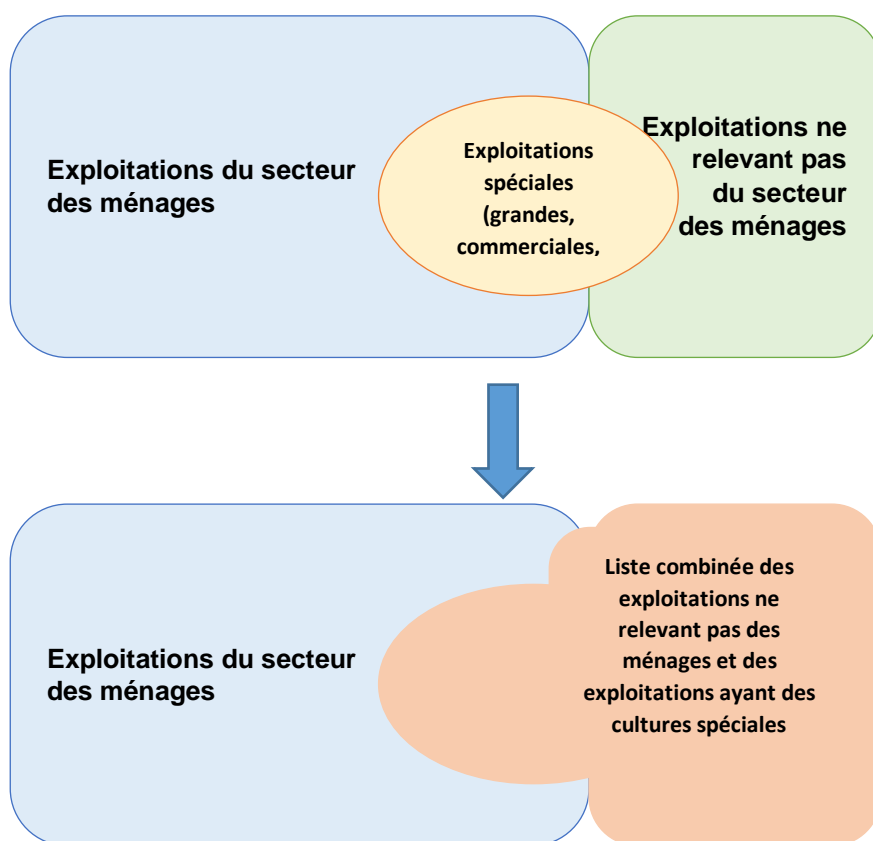 Exploitations du secteur
des ménages
Exploitations
spéciales
(grandes,
commerciales,
Exploitations ne
relevant pas
du secteur
des ménages
Exploitations du secteur
des ménages
Liste combinée des
exploitations ne
relevant pas des
ménages et des
exploitations ayant des
cultures spéciales